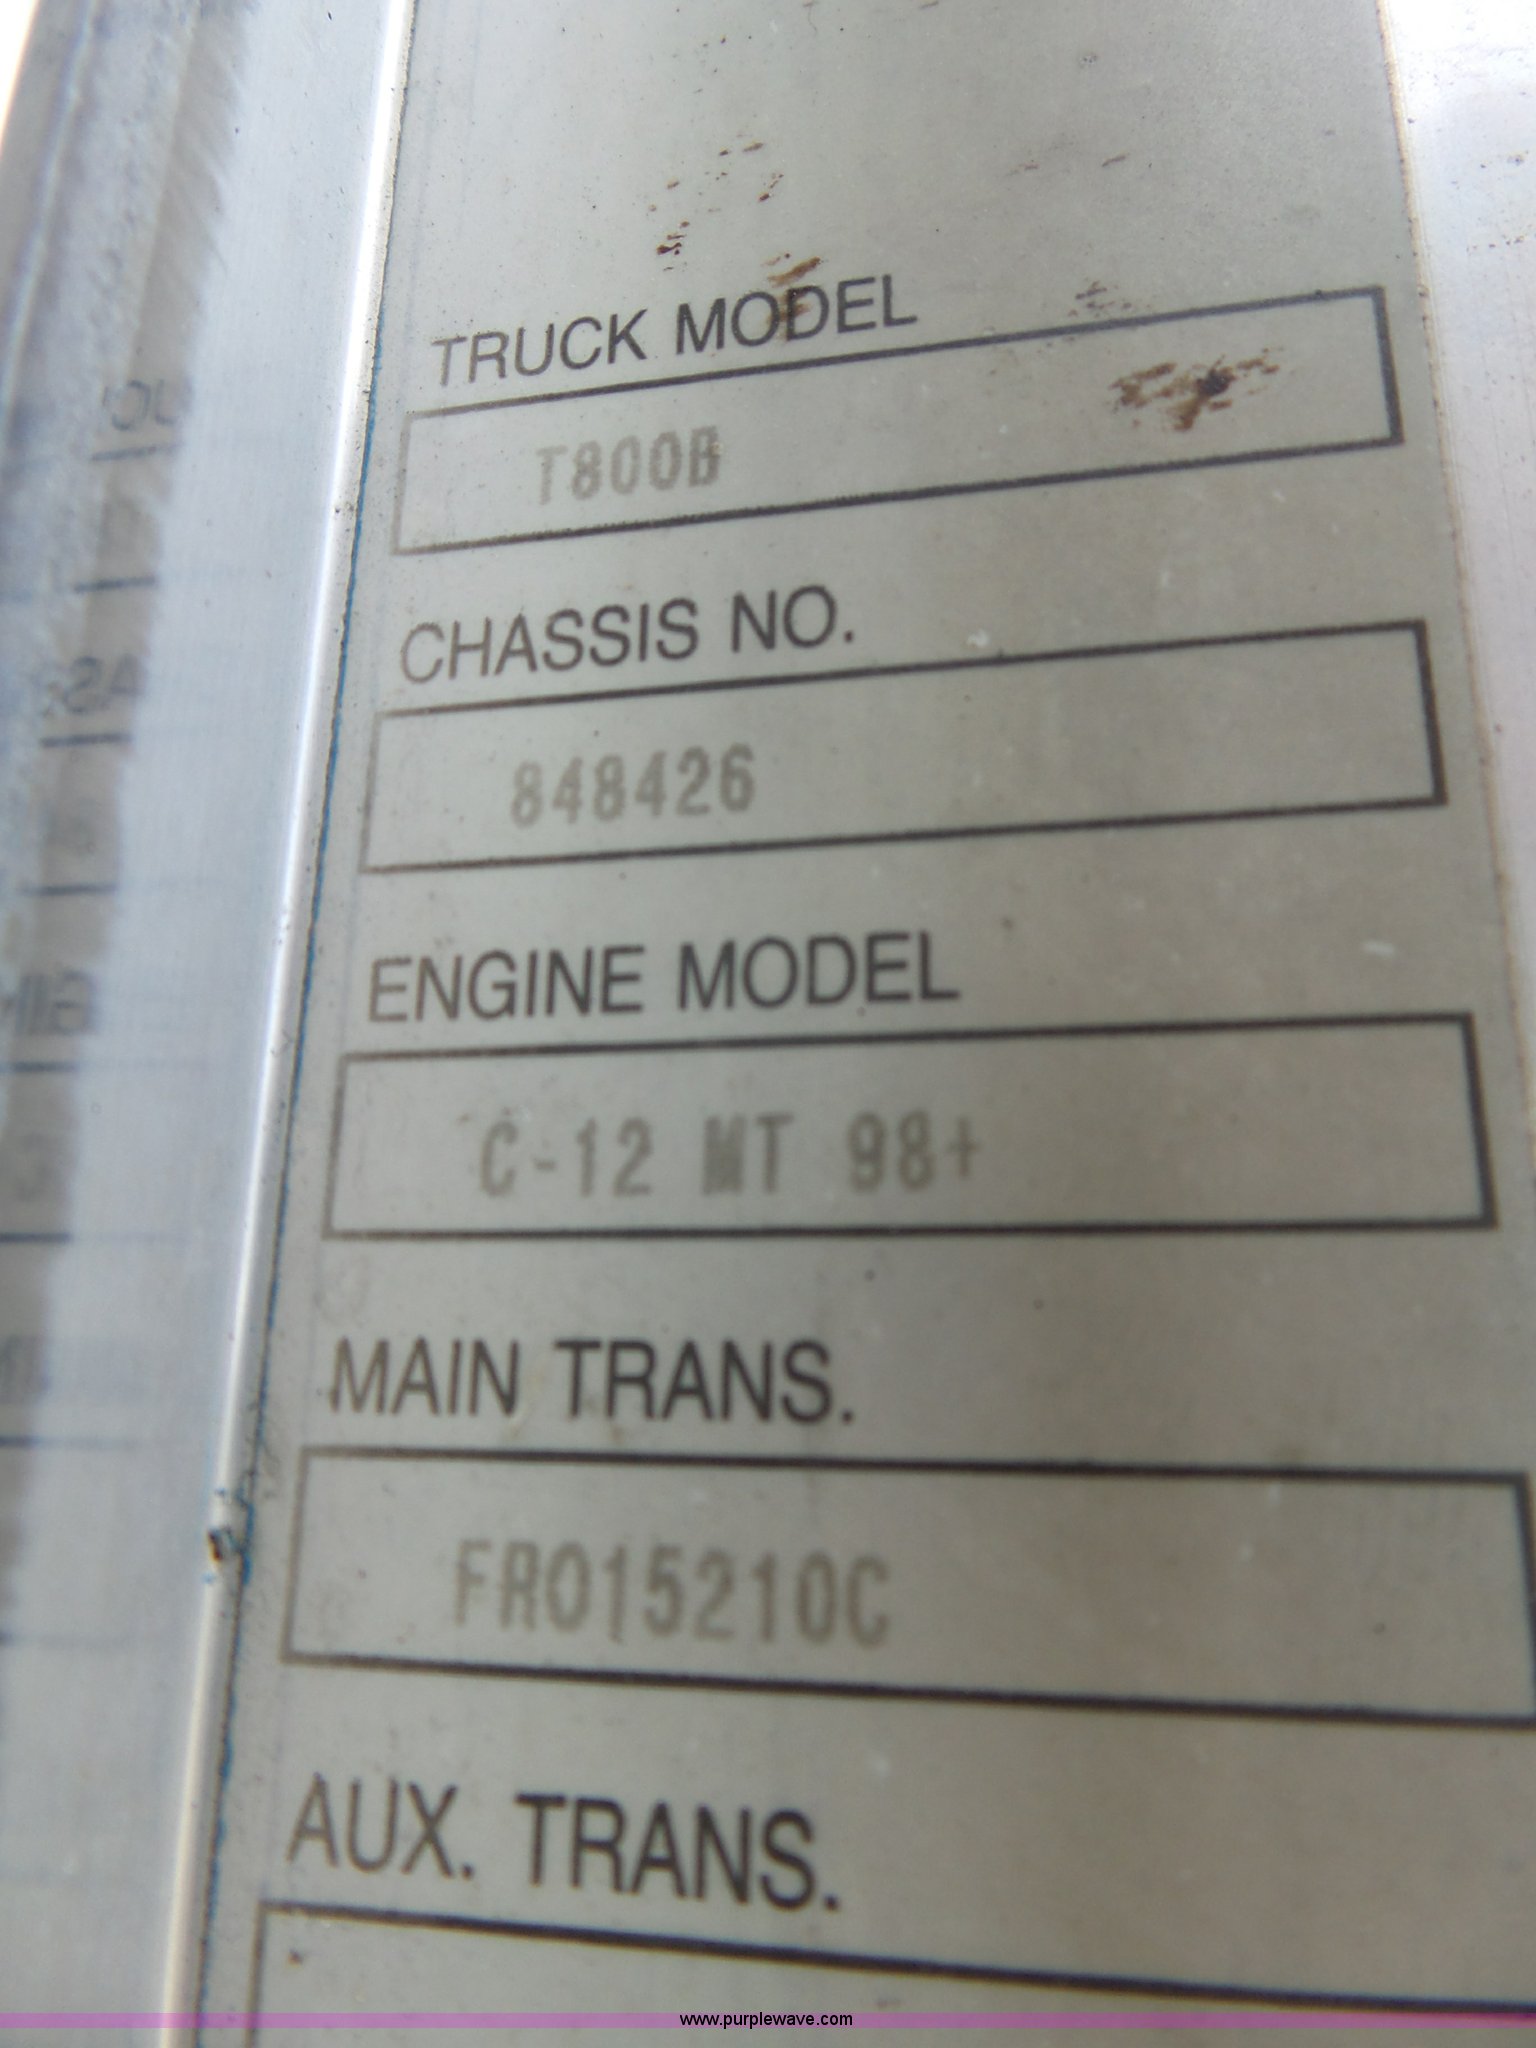 TRUCK MODEL
T800B
CHASSIS NO.
848426
ENGINE MODEL
C-12 MT 98+
MAIN TRANS.
FRO15210C
AUX. TRANS.
www.purplewave.com